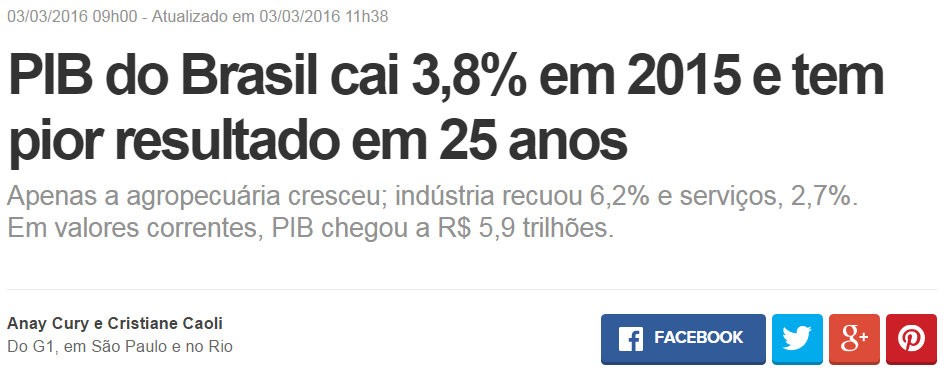 03/03/2016 09h00 - Atualizado em 03/03/2016 11h38
PIB do Brasil cai 3,8% em 2015 e tem
pior resultado em 25 anos
Apenas a agropecuária cresceu; indústria recuou 6,2% e serviços, 2,7%.
Em valores correntes, PIB chegou a R$ 5,9 trilhões.
Anay Cury e Cristiane Caoli
Do G1, em São Paulo e no Rio
FACEBOOK